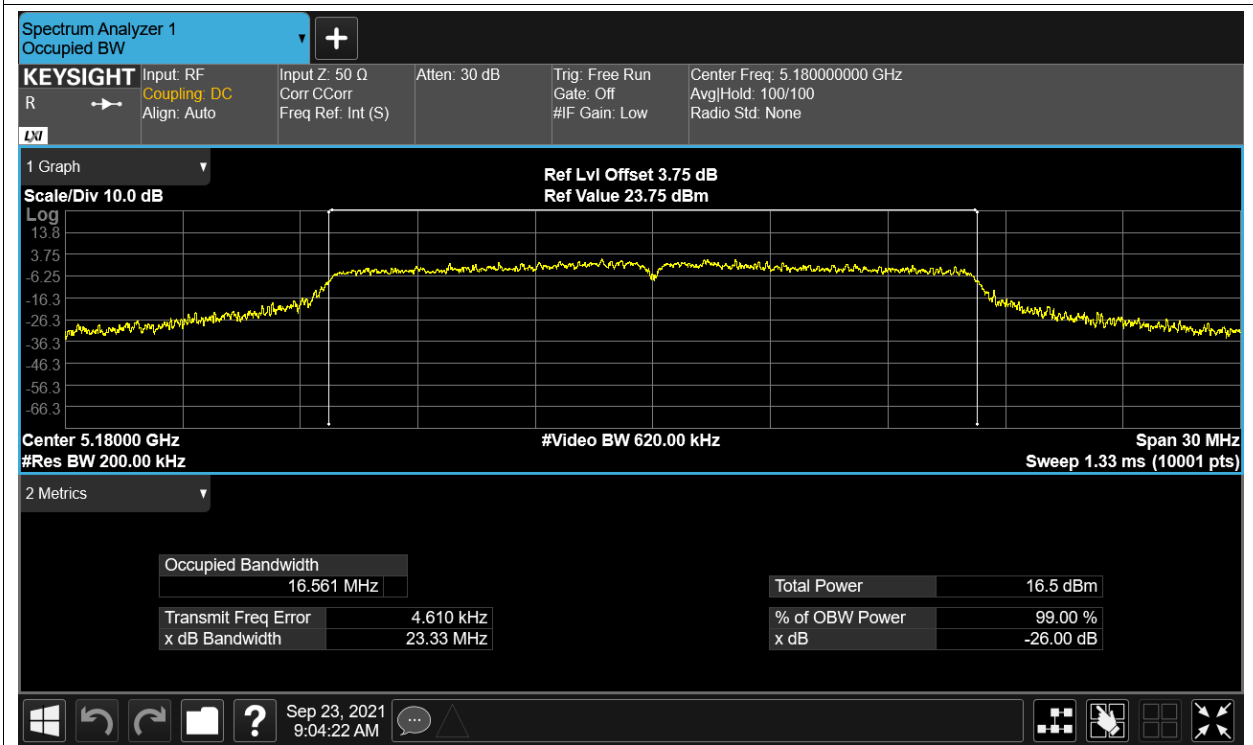 Spectrum Analyzer 1
Occupied BW
KEYSIGHT
R
LXI
Input: RF
Coupling: DC
Align: Auto
Input Z: 50 Ω
Corr CCorr
Freq Ref: Int (S)
Atten: 30 dB
Trig: Free Run
Gate: Off
#IF Gain: Low
Center Freq: 5.180000000 GHz
Avg|Hold: 100/100
Radio Std: None
1 Graph
Scale/Div 10.0 dB
Ref Lvl Offset 3.75 dB
Ref Value 23.75 dBm
Log
13.8
3.75
-6.25
-16.3
-26.3
-36.3
-46.3
-56.3
-66.3
Center 5.18000 GHz
#Res BW 200.00 kHz
#Video BW 620.00 kHz
Span 30 MHz
Sweep 1.33 ms (10001 pts)
2 Metrics
Occupied Bandwidth
16.561 MHz
Transmit Freq Error 4.610 kHz
x dB Bandwidth 23.33 MHz
Total Power 16.5 dBm
% of OBW Power 99.00 %
x dB -26.00 dB
?
Sep 23, 2021
9:04:22 AM